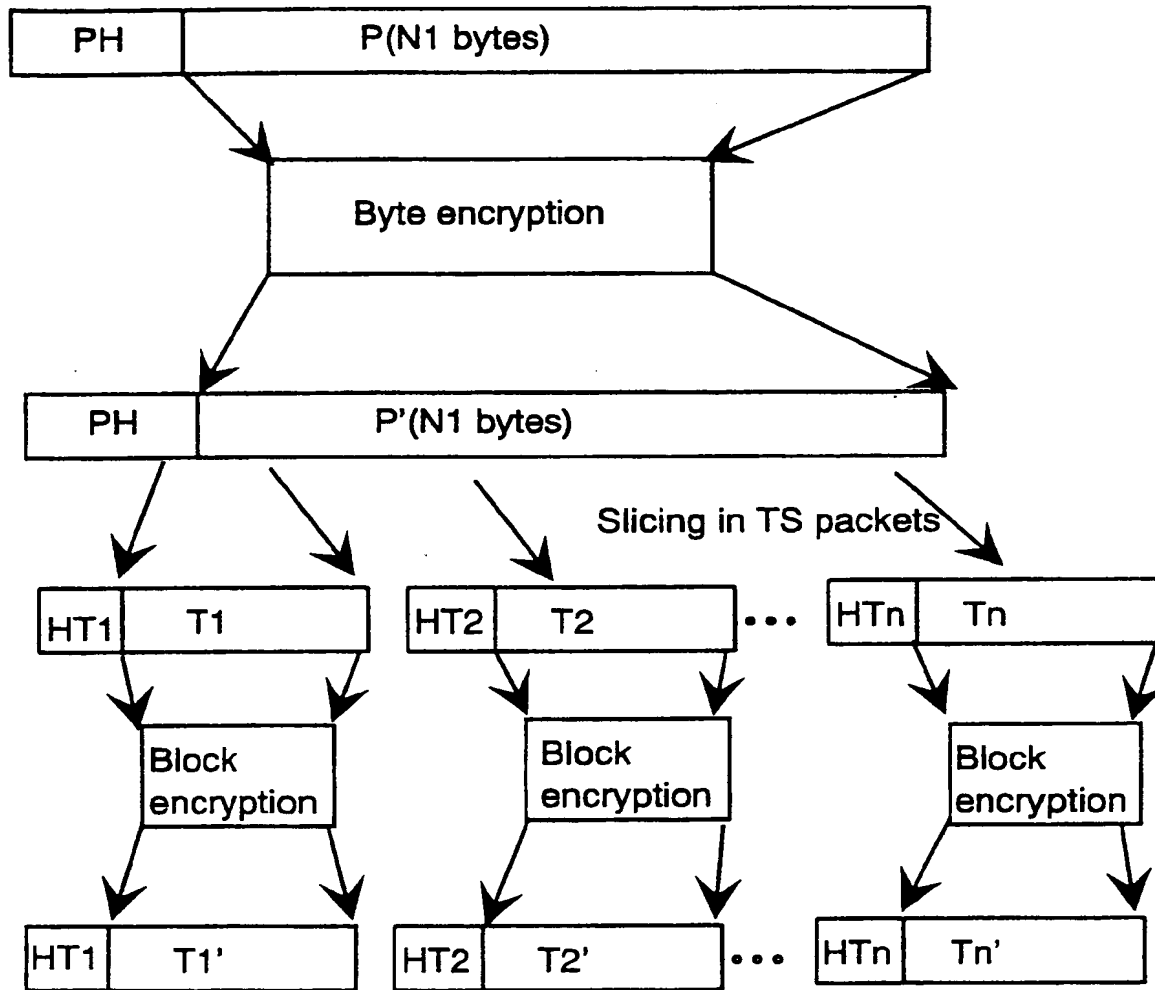 PH P(N1 bytes)
Byte encryption
PH P'(N1 bytes)
Slicing in TS packets
HT1 T1 HT2 T2 ••• HTn Tn
Block encryption
Block encryption
Block encryption
HT1 T1' HT2 T2' ••• HTn Tn'